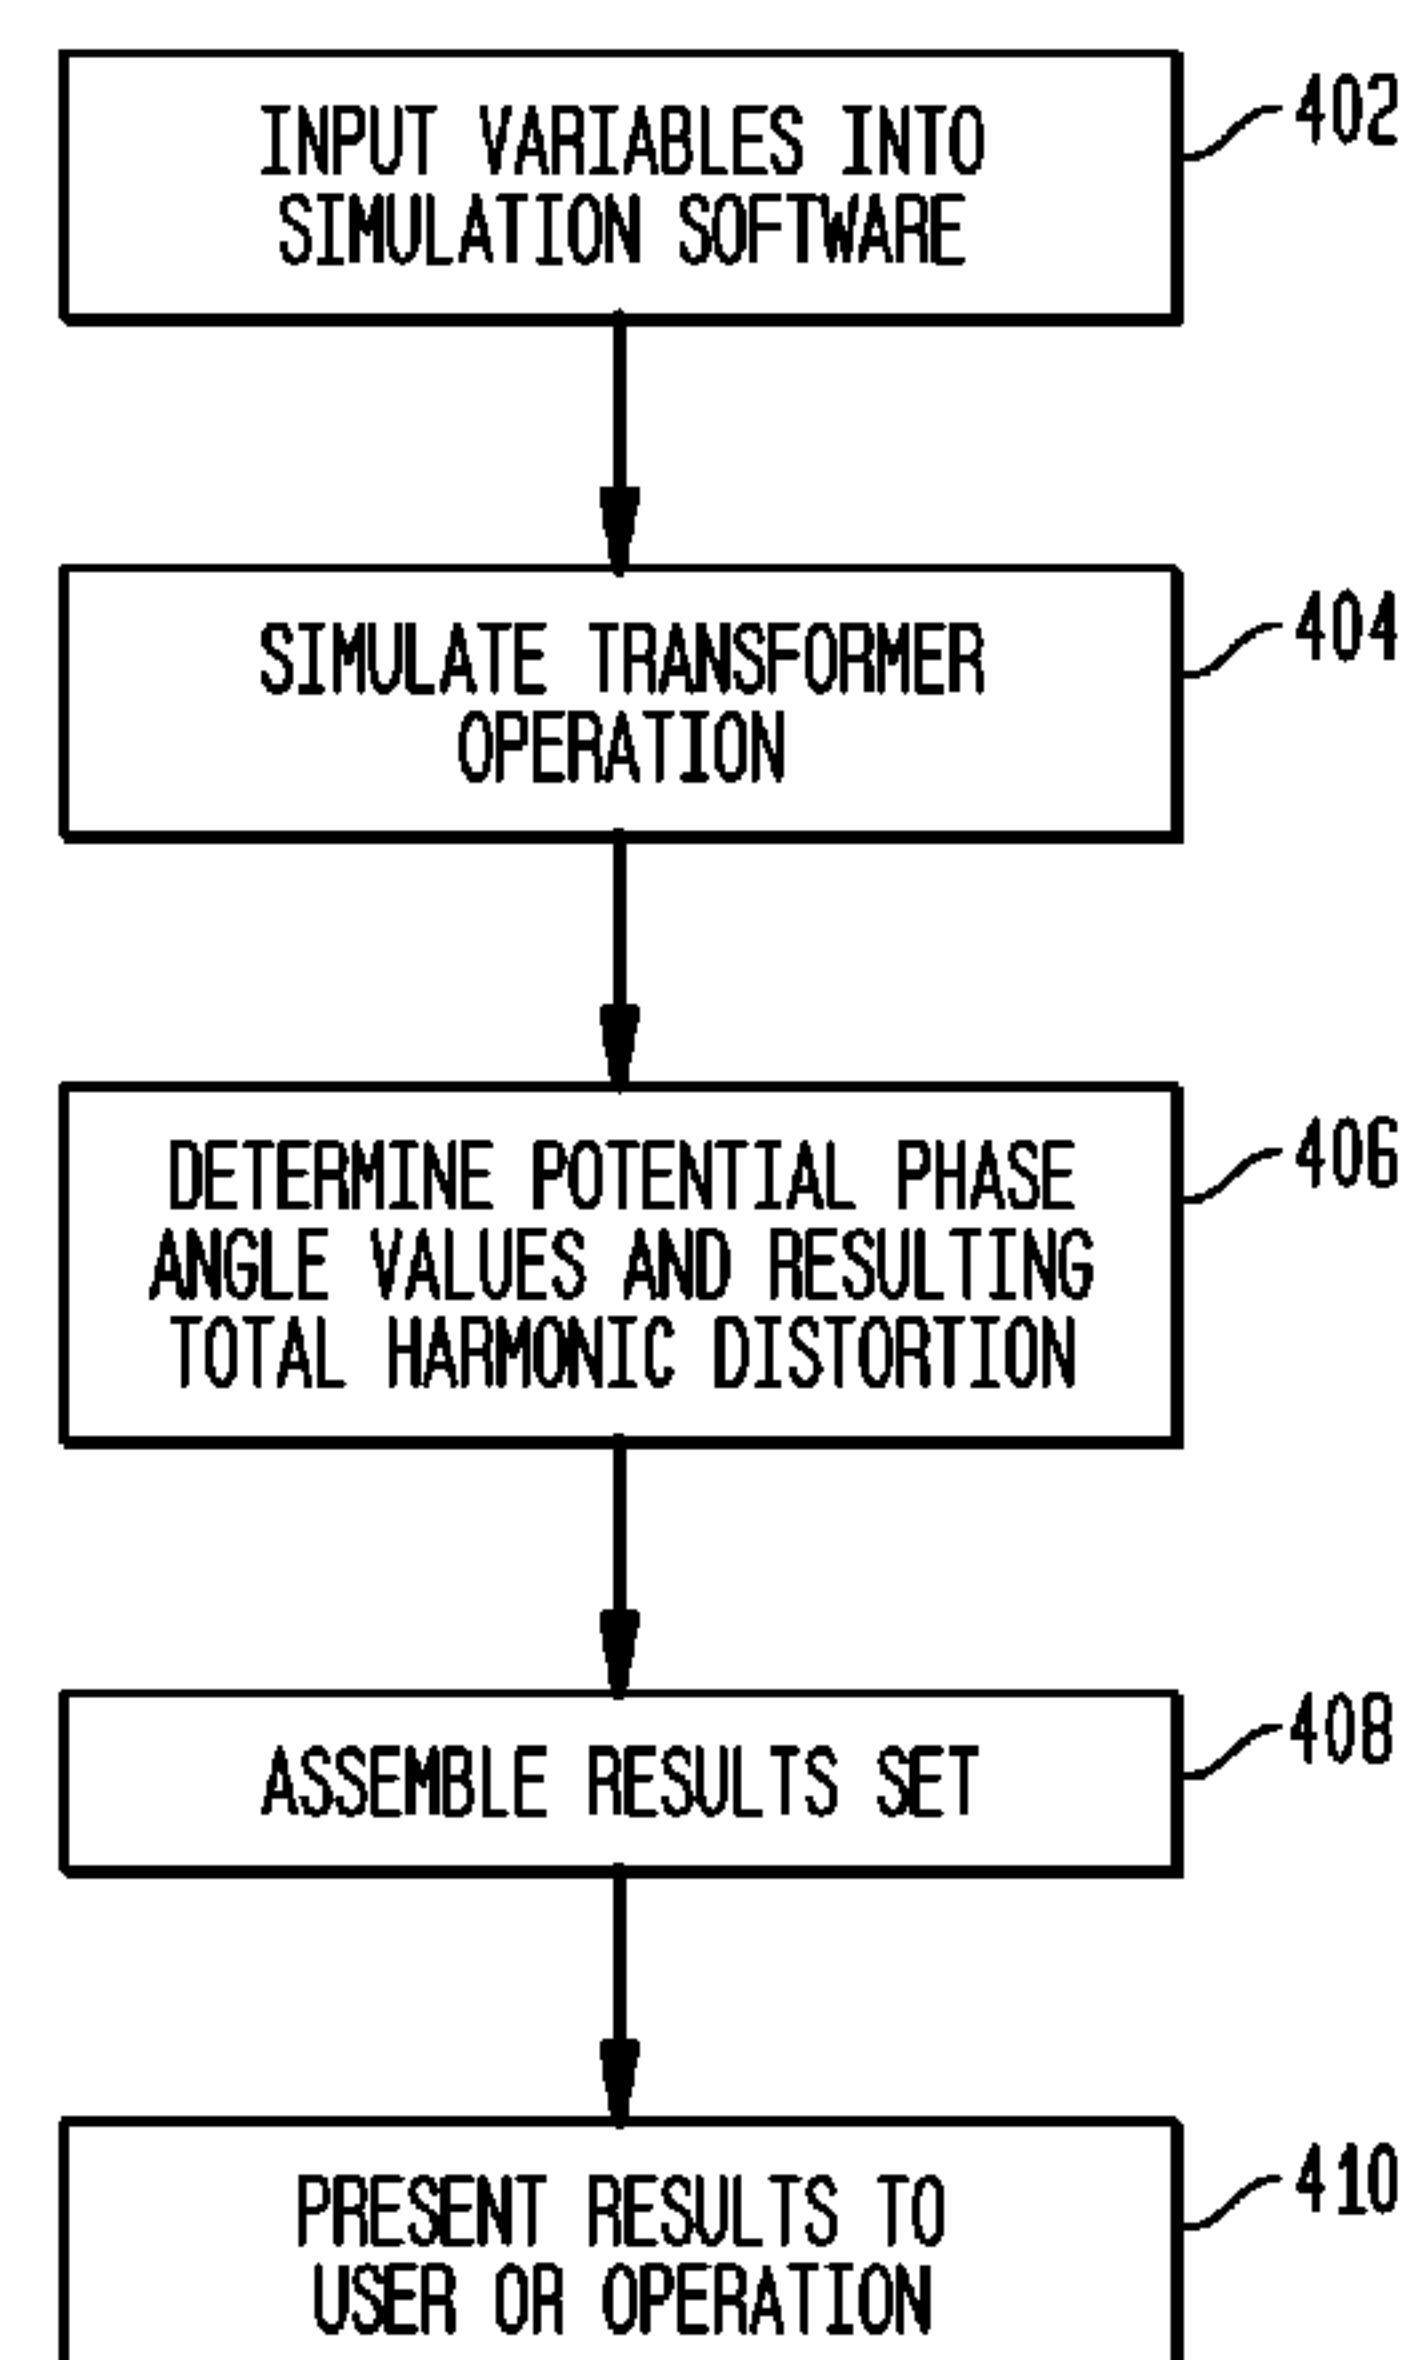 INPUT VARIABLES INTO
SIMULATION SOFTWARE
402
SIMULATE TRANSFORMER
OPERATION
404
DETERMINE POTENTIAL PHASE
ANGLE VALUES AND RESULTING
TOTAL HARMONIC DISTORTION
406
ASSEMBLE RESULTS SET
408
PRESENT RESULTS TO
USER OR OPERATION
410